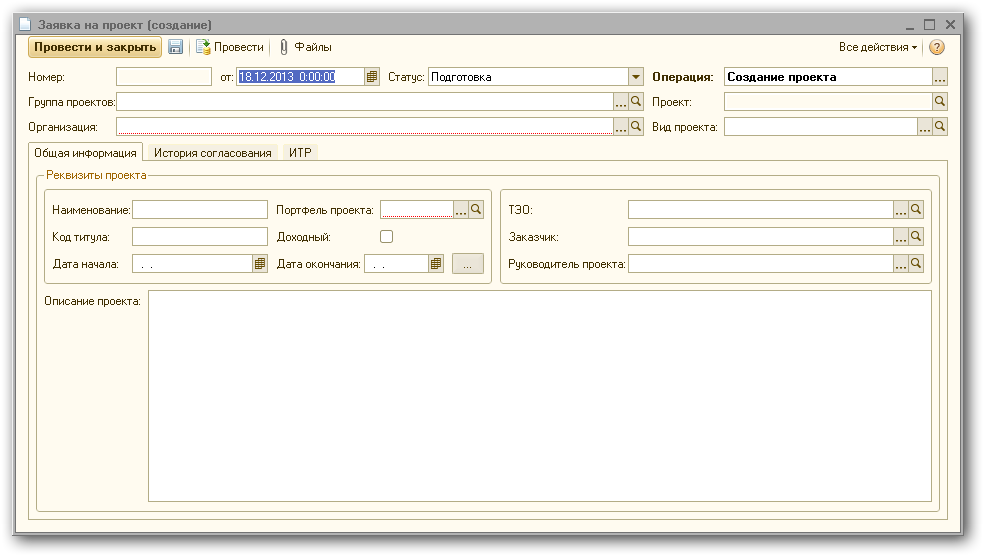 Заявка на проект (создание)
Провести и закрыть Провести Файлы Все действия ?
Номер: от: 18.12.2013 0:00:00 Статус: Подготовка Операция: Создание проекта ...
Группа проектов: ... Проект:
Организация: ... Вид проекта: ...
Общая информация История согласования ИТР
Реквизиты проекта
Наименование: Портфель проекта: ... ТЭО: ...
Код титула: Доходный: Заказчик: ...
Дата начала: . . Дата окончания: . . ... Руководитель проекта: ...
Описание проекта: